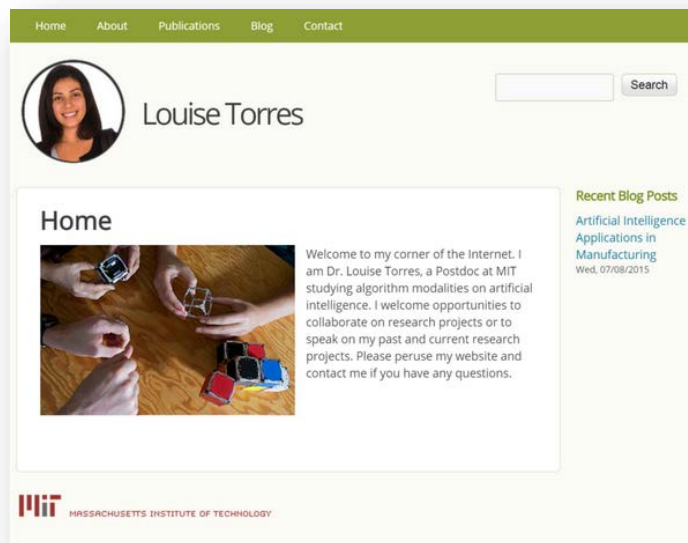 Home About Publications Blog Contact
Louise Torres
Search
Home
Welcome to my corner of the Internet. I
am Dr. Louise Torres, a Postdoc at MIT
studying algorithm modalities on artificial
intelligence. I welcome opportunities to
collaborate on research projects or to
speak on my past and current research
projects. Please peruse my website and
contact me if you have any questions.
Recent Blog Posts
Artificial Intelligence
Applications in
Manufacturing
Wed, 07/08/2015
MIT MASSACHUSETTS INSTITUTE OF TECHNOLOGY